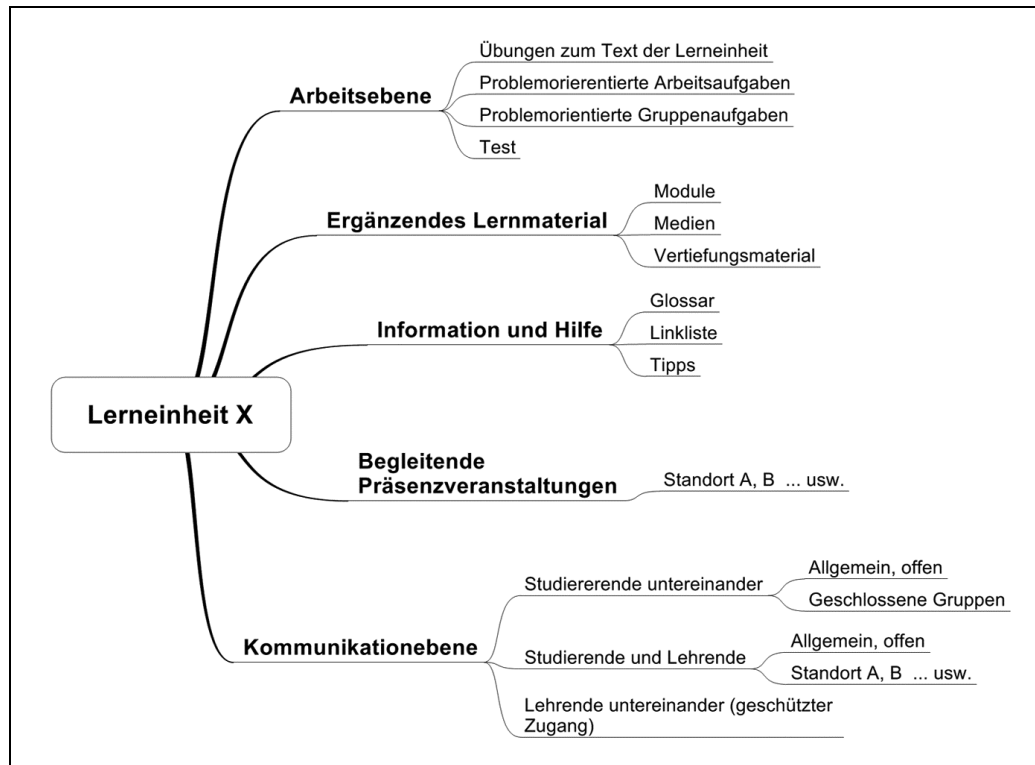 Übungen zum Text der Lerneinheit
Problemorierentierte Arbeitsaufgaben
Arbeitsebene
Problemorientierte Gruppenaufgaben
Test
Module
Ergänzendes Lernmaterial
Medien
Vertiefungsmaterial
Glossar
Information und Hilfe
Linkliste
Tipps
Lerneinheit X
Begleitende
Präsenzveranstaltungen
Standort A, B ... usw.
Allgemein, offen
Studiererende untereinander
Geschlossene Gruppen
Kommunikationebene
Allgemein, offen
Studierende und Lehrende
Standort A, B ... usw.
Lehrende untereinander (geschützter
Zugang)